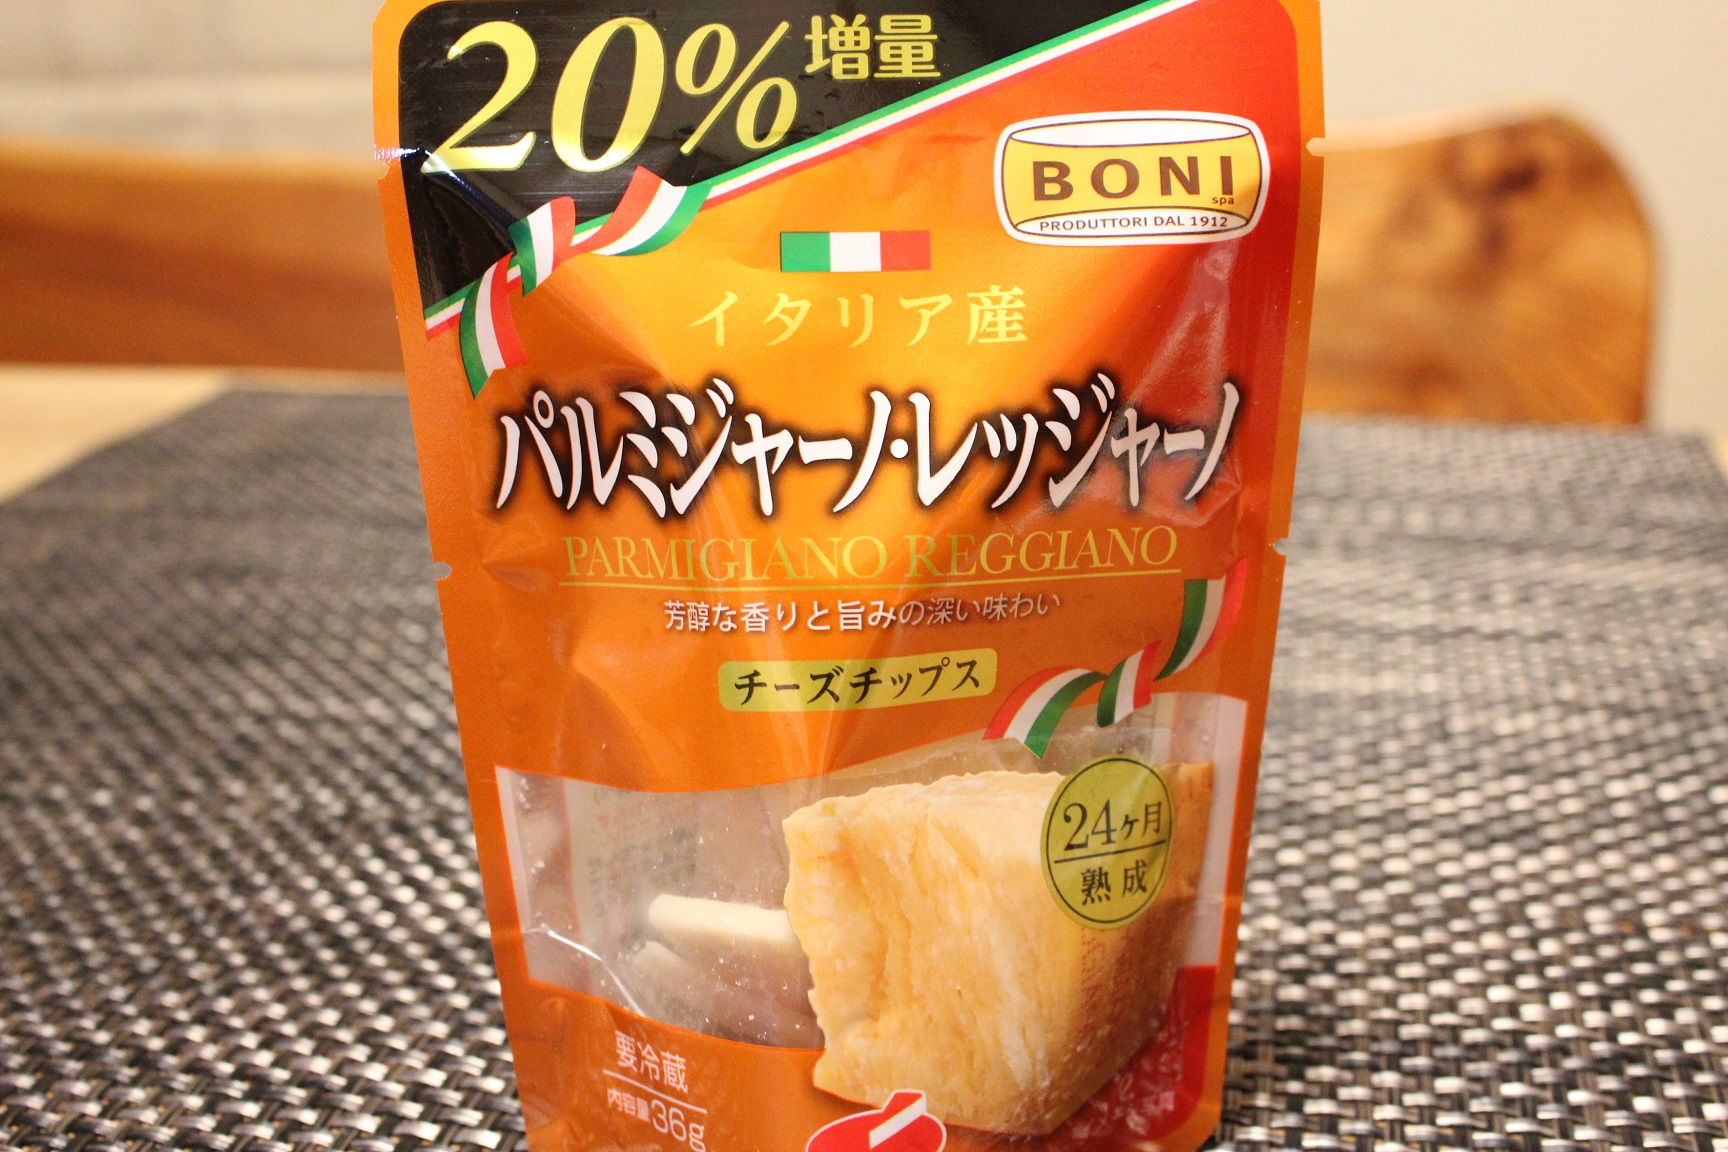 20%増量
BONI
spa
PRODUTTORI DAL 1912
イタリア産
パルミジャーノ・レッジャーノ
PARMIGIANO REGGIANO
芳醇な香りと旨みの深い味わい
チーズチップス
24ヶ月
熟成
要冷蔵
内容量36g